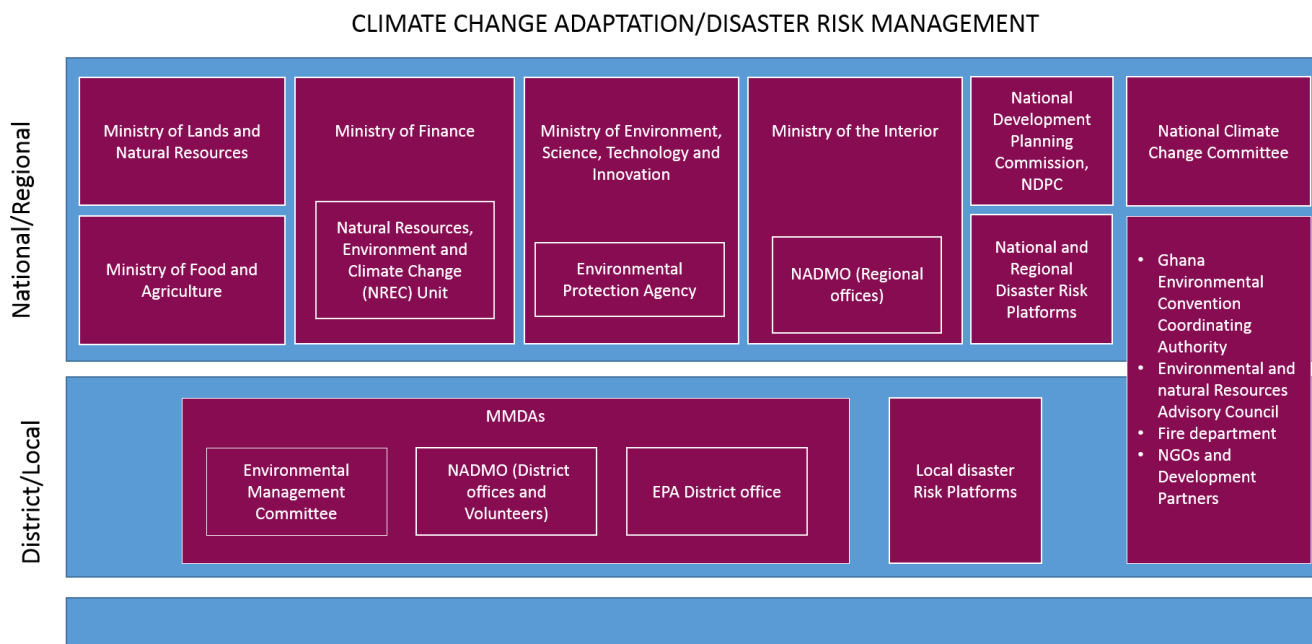 CLIMATE CHANGE ADAPTATION/DISASTER RISK MANAGEMENT
National/Regional
Ministry of Lands and
Natural Resources
Ministry of Food and
Agriculture
Ministry of Finance
Natural Resources,
Environment and
Climate Change
(NREC) Unit
Ministry of Environment,
Science, Technology and
Innovation
Environmental
Protection Agency
Ministry of the Interior
NADMO (Regional
offices)
National
Development
Planning
Commission,
NDPC
National and
Regional
Disaster Risk
Platforms
National Climate
Change Committee
• Ghana
Environmental
Convention
Coordinating
Authority
• Environmental and
natural Resources
Advisory Council
• Fire department
• NGOs and
Development
Partners
District/Local
MMDAs
Environmental
Management
Committee
NADMO (District
offices and
Volunteers)
EPA District office
Local disaster
Risk Platforms